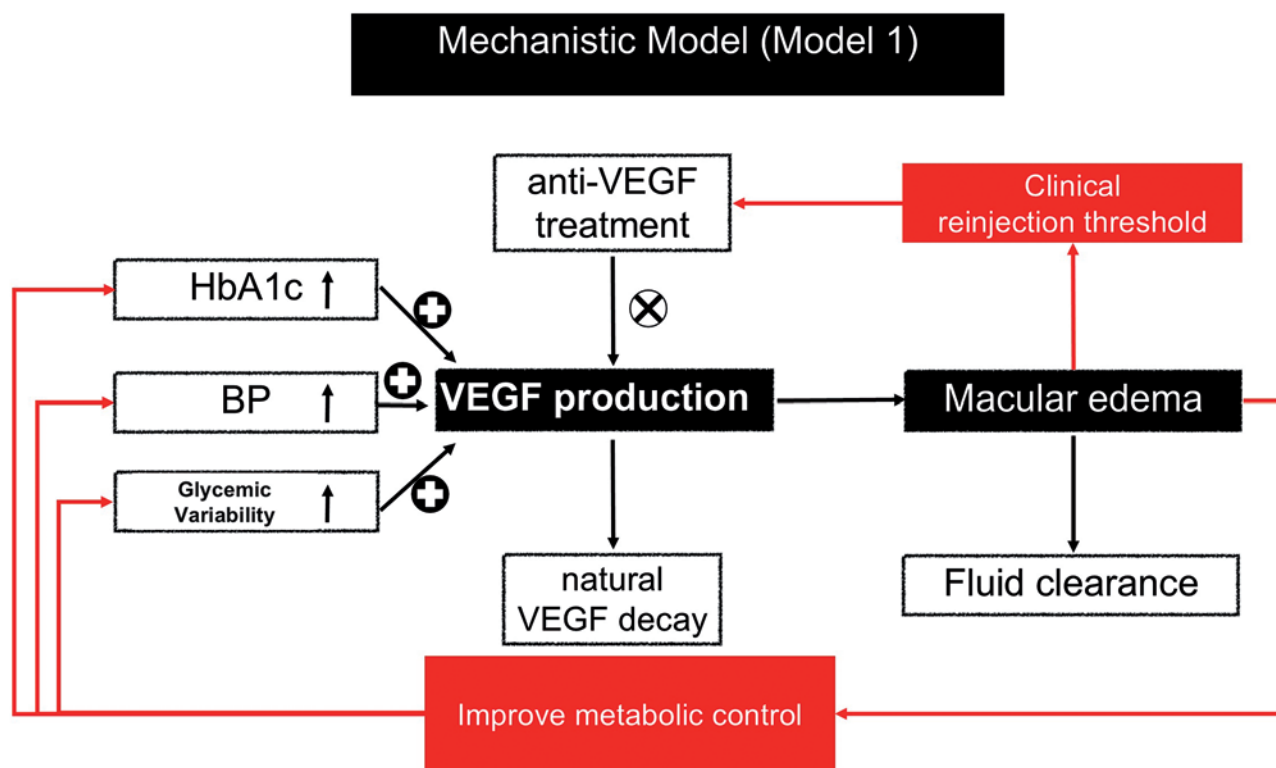 Mechanistic Model (Model 1)
anti-VEGF
treatment
Clinical
reinjection threshold
HbA1c
BP
VEGF production
Macular edema
Glycemic
Variability
natural
VEGF decay
Fluid clearance
Improve metabolic control